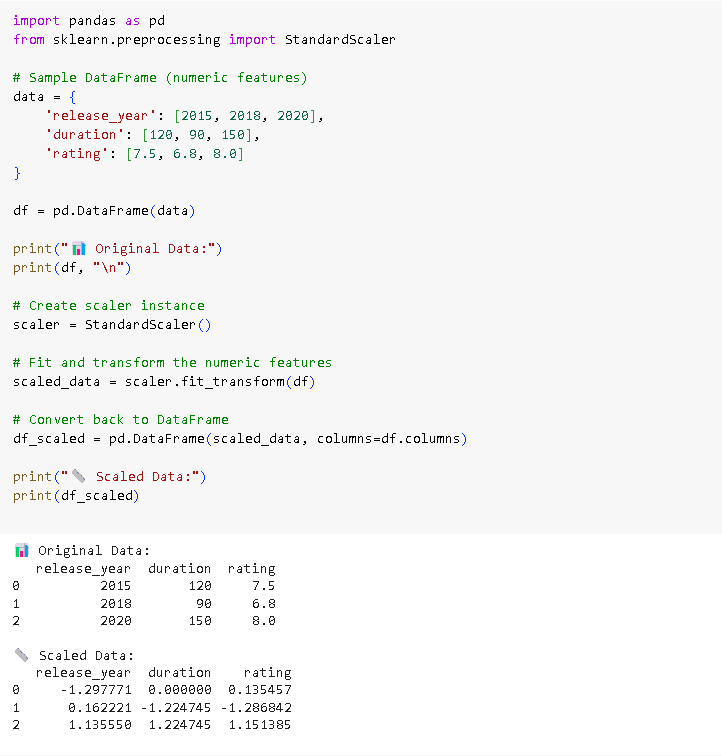 import pandas as pd
from sklearn.preprocessing import StandardScaler
# Sample DataFrame (numeric features)
data = {
    'release_year': [2015, 2018, 2020],
    'duration': [120, 90, 150],
    'rating': [7.5, 6.8, 8.0]
}
df = pd.DataFrame(data)
print("📊 Original Data:")
print(df, "\n")
# Create scaler instance
scaler = StandardScaler()
# Fit and transform the numeric features
scaled_data = scaler.fit_transform(df)
# Convert back to DataFrame
df_scaled = pd.DataFrame(scaled_data, columns=df.columns)
print("📏 Scaled Data:")
print(df_scaled)
📊 Original Data:
   release_year  duration  rating
0          2015       120     7.5
1          2018        90     6.8
2          2020       150     8.0
📏 Scaled Data:
   release_year  duration    rating
0     -1.297771  0.000000  0.135457
1      0.162221 -1.224745 -1.286842
2      1.135550  1.224745  1.151385